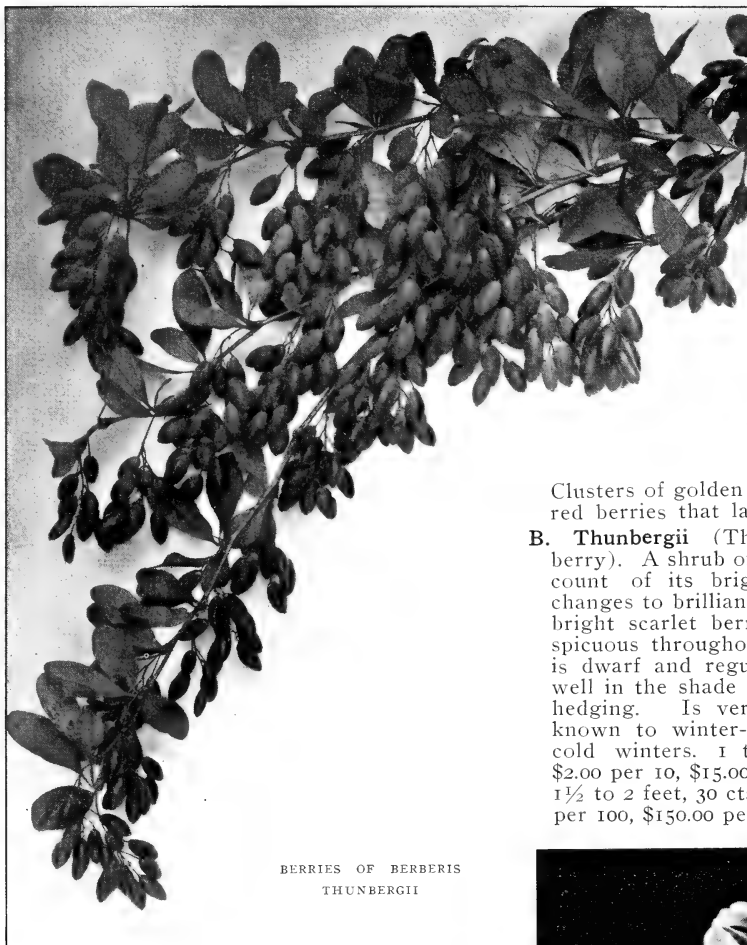 Clusters of golden
red berries that la
B. Thunbergii (Th
berry). A shrub o
count of its brig
changes to brillian
bright scarlet berr
spicuous througho
is dwarf and regu
well in the shade
hedging. Is ver
known to winter-
cold winters. 1 t
$2.00 per 10, $15.00
1½ to 2 feet, 30 ct
per 100, $150.00 pe
BERRIES OF BERBERIS
THUNBERGII